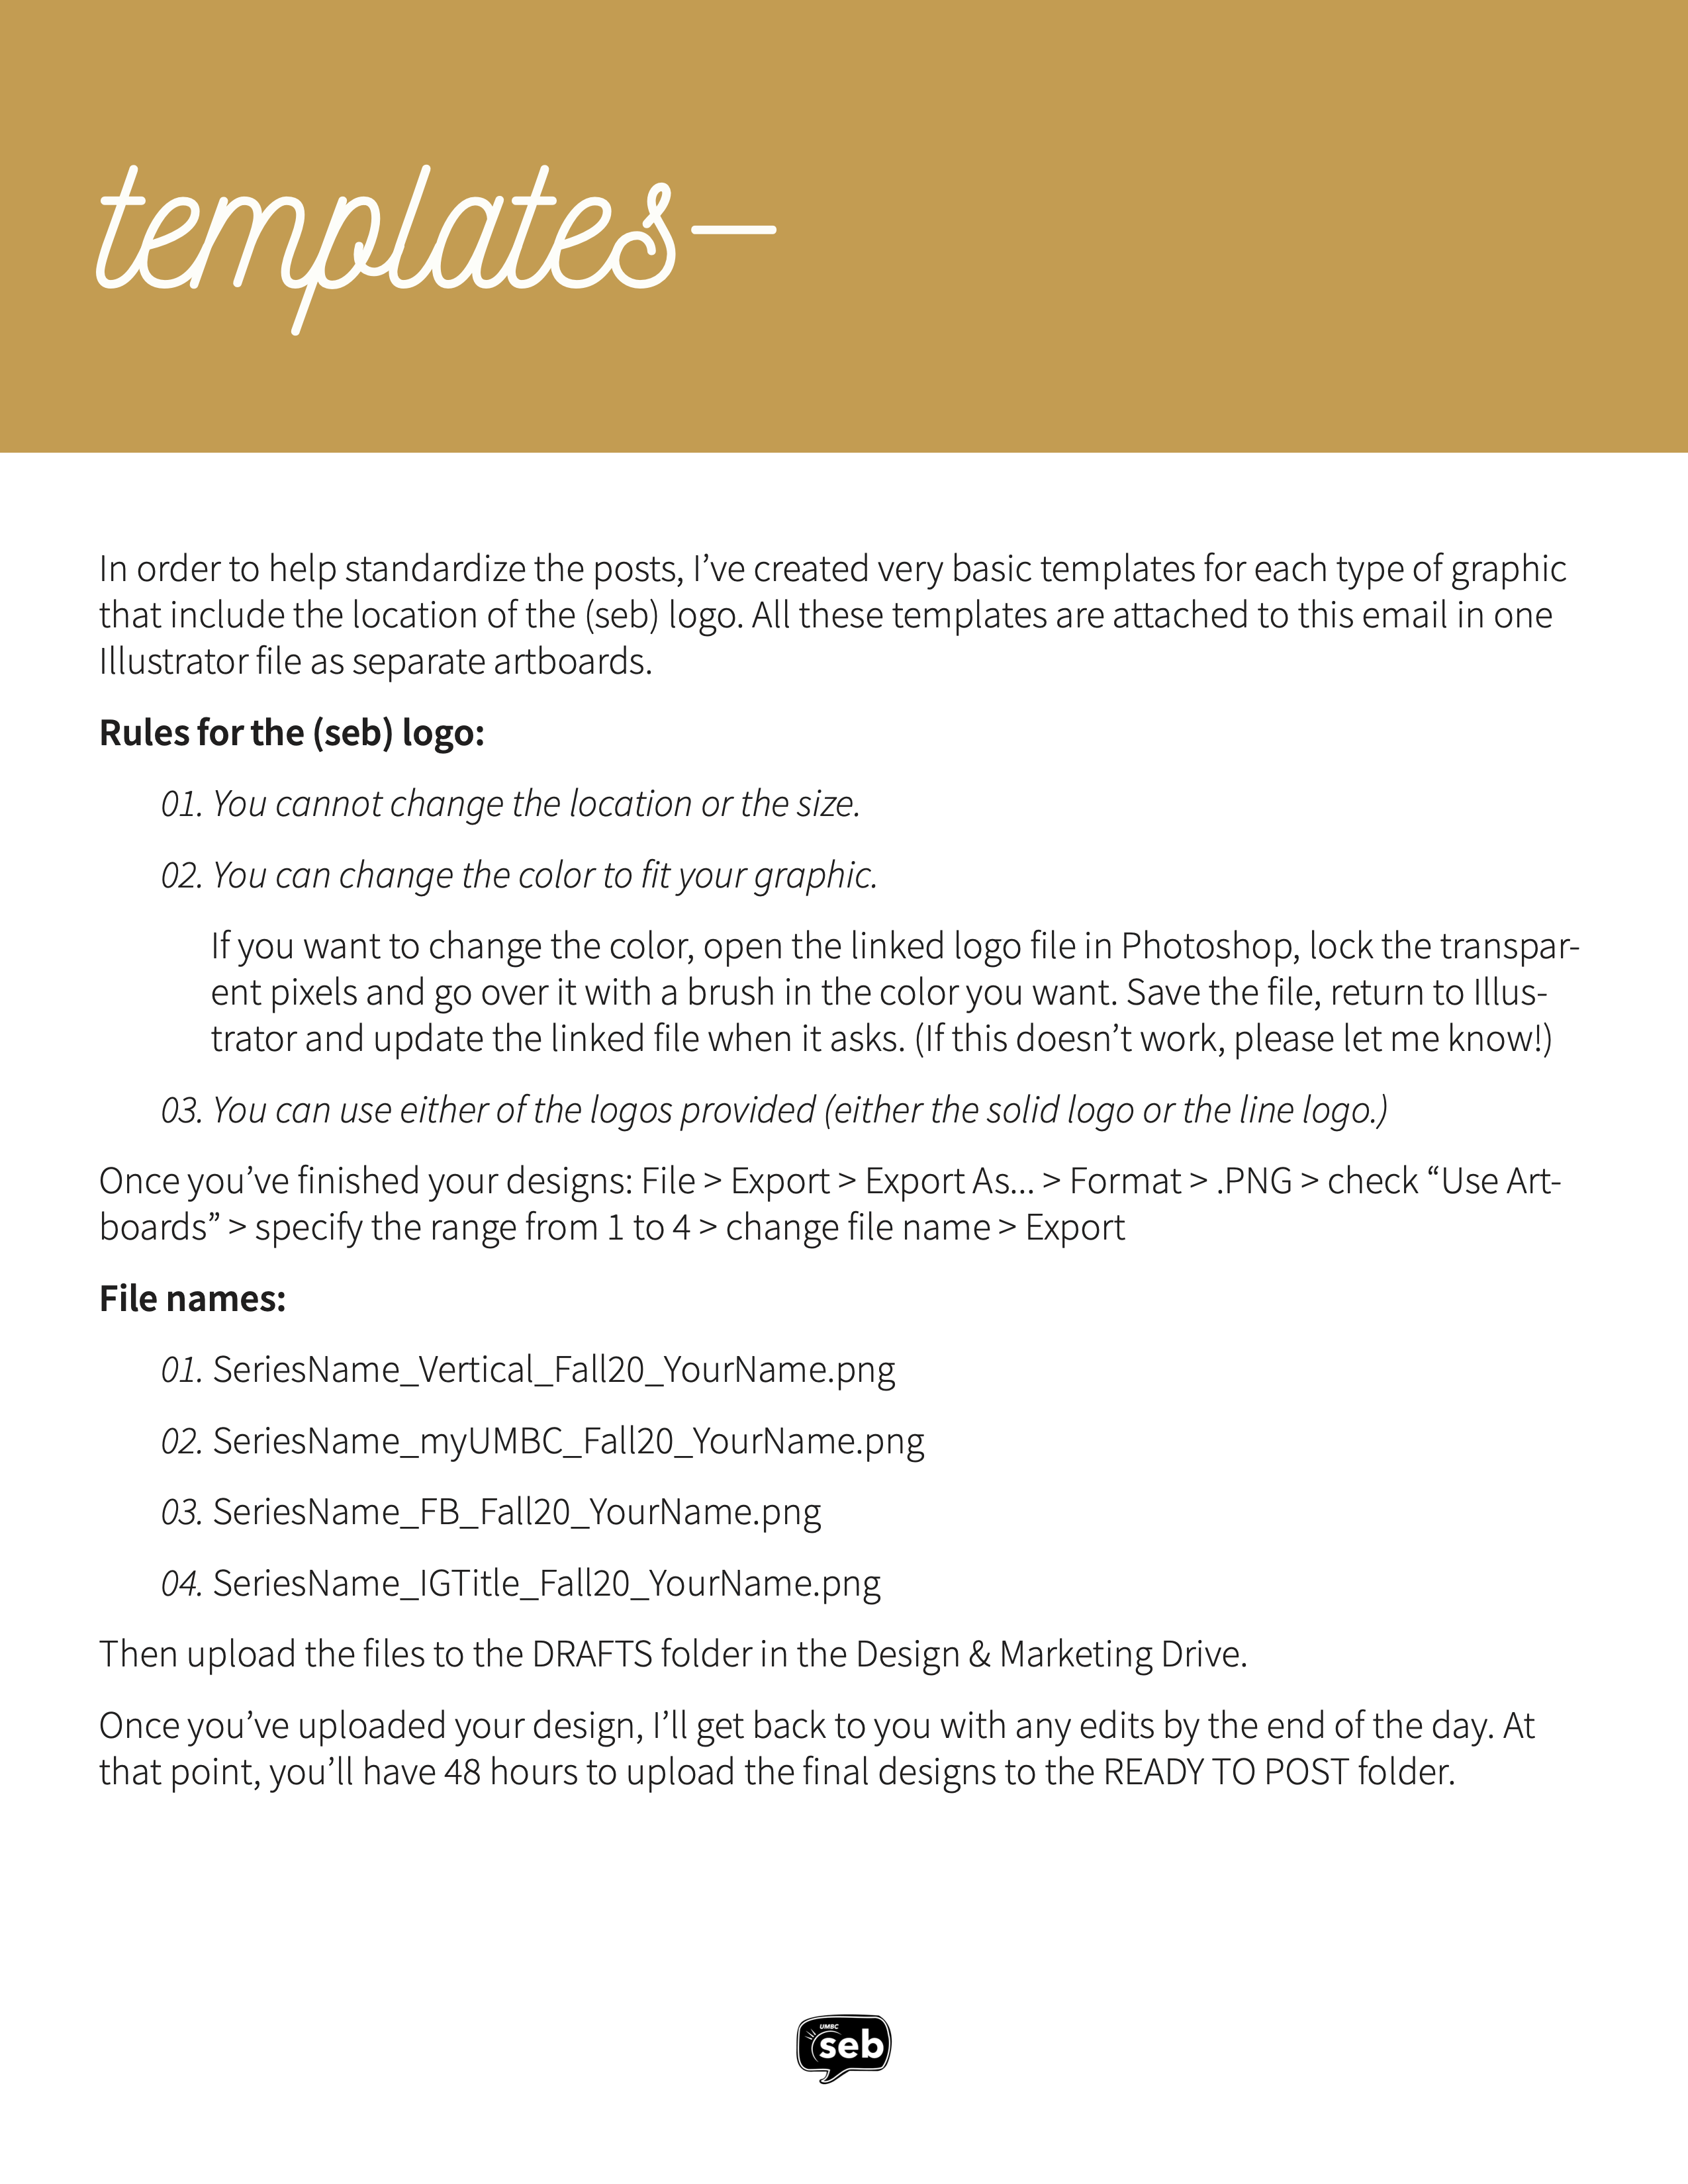 templates—
In order to help standardize the posts, I’ve created very basic templates for each type of graphic
that include the location of the (seb) logo. All these templates are attached to this email in one
Illustrator file as separate artboards.
Rules for the (seb) logo:
01. You cannot change the location or the size.
02. You can change the color to fit your graphic.
If you want to change the color, open the linked logo file in Photoshop, lock the transpar-
ent pixels and go over it with a brush in the color you want. Save the file, return to Illus-
trator and update the linked file when it asks. (If this doesn’t work, please let me know!)
03. You can use either of the logos provided (either the solid logo or the line logo.)
Once you’ve finished your designs: File > Export > Export As... > Format > .PNG > check “Use Art-
boards” > specify the range from 1 to 4 > change file name > Export
File names:
01. SeriesName_Vertical_Fall20_YourName.png
02. SeriesName_myUMBC_Fall20_YourName.png
03. SeriesName_FB_Fall20_YourName.png
04. SeriesName_IGTitle_Fall20_YourName.png
Then upload the files to the DRAFTS folder in the Design & Marketing Drive.
Once you’ve uploaded your design, I’ll get back to you with any edits by the end of the day. At
that point, you’ll have 48 hours to upload the final designs to the READY TO POST folder.
UMBC
seb